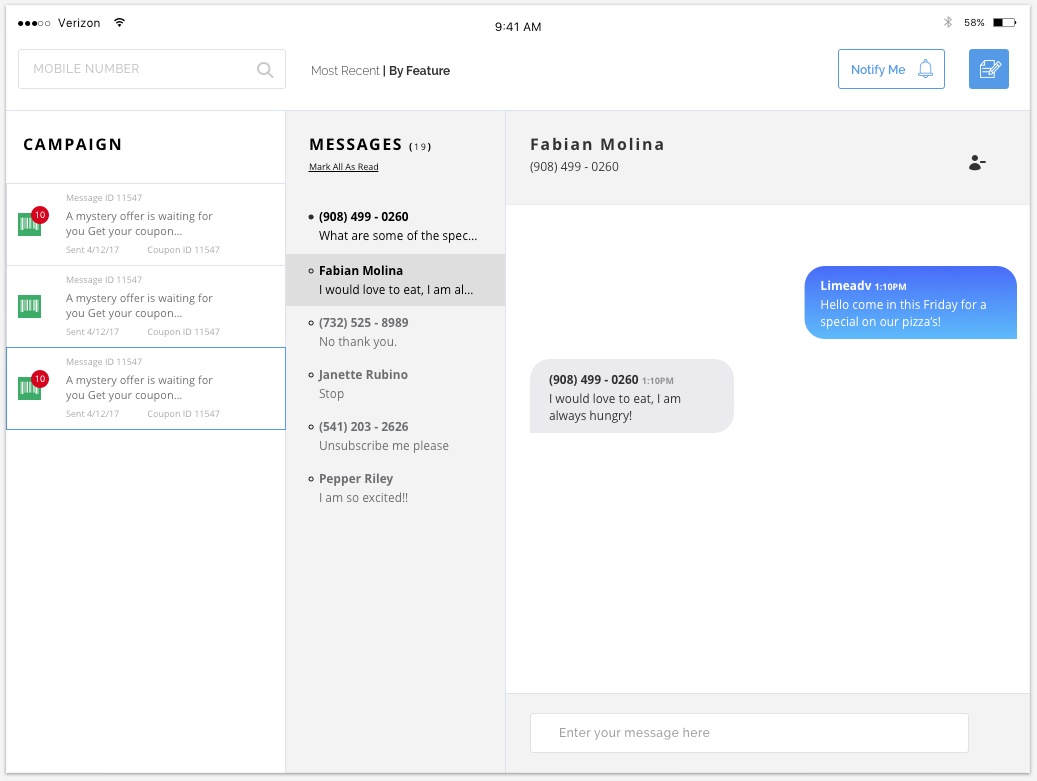 Verizon
9:41 AM
58%
MOBILE NUMBER
Most Recent | By Feature
Notify Me
CAMPAIGN
Message ID 11547
10
A mystery offer is waiting for
you Get your coupon...
Sent 4/12/17 Coupon ID 11547
Message ID 11547
A mystery offer is waiting for
you Get your coupon...
Sent 4/12/17 Coupon ID 11547
Message ID 11547
10
A mystery offer is waiting for
you Get your coupon...
Sent 4/12/17 Coupon ID 11547
MESSAGES (19)
Mark All As Read
(908) 499 - 0260
What are some of the spec...
Fabian Molina
I would love to eat, I am al...
(732) 525 - 8989
No thank you.
Janette Rubino
Stop
(541) 203 - 2626
Unsubscribe me please
Pepper Riley
I am so excited!!
Fabian Molina
(908) 499 - 0260
Limeadv 1:10PM
Hello come in this Friday for a
special on our pizza's!
(908) 499 - 0260 1:10PM
I would love to eat, I am
always hungry!
Enter your message here